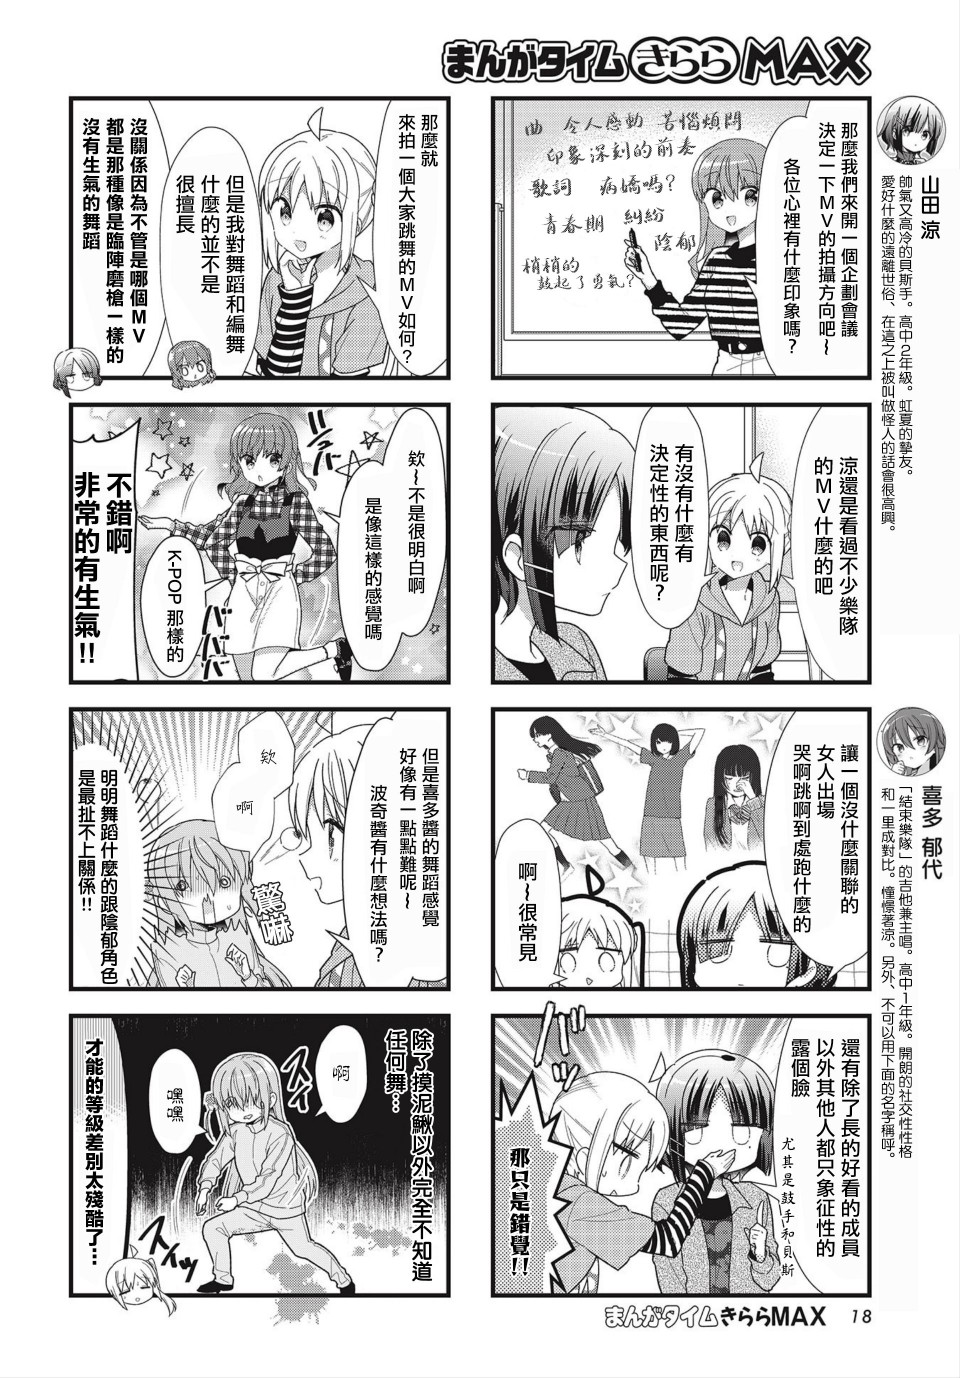 まんがタイムきららMAX
山田 涼
帥氣又高冷的貝斯手。高中2年級。虹夏的摯友。
愛好什麼的遠離世俗、在這之上被叫做怪人的話會很高興。
喜多 郁代
「結束樂隊」的吉他兼主唱。高中1年級。開朗的社交性性格
和一里成對比。憧憬著涼。另外、不可以用下面的名字稱呼。
那麼我們來開一個企劃會議
決定一下MV的拍攝方向吧~
各位心裡有什麼印象嗎?
曲 令人感動 苦惱煩悶
印象深刻的前奏
歌詞 病嬌嗎?
青春期 糾紛
陰郁
稍稍的
鼓起了勇氣?
涼還是看過不少樂隊
的MV什麼的吧
有沒有什麼有
決定性的東西呢?
讓一個沒什麼關聯的
女人出場
哭啊跳啊到處跑什麼的
啊~很常見
還有除了長的好看的成員
以外其他人都只象征性的
露個臉
尤其是鼓手和貝斯
那只是錯覺!!
那麼就
來拍一個大家跳舞的MV如何?
但是我對舞蹈和編舞
什麼的並不是
很擅長
沒關係因為不管是哪個MV
都是那種像是臨陣磨槍一樣的
沒有生氣的舞蹈
欸~不是很明白啊
是像這樣的感覺嗎
ビュッ
バババ
K-POP 那樣的
不錯啊
非常的有生氣!!
但是喜多醬的舞蹈感覺
好像有一點點難呢~
波奇醬有什麼想法嗎?
欸
啊
驚嚇
明明舞蹈什麼的跟陰郁角色
是最扯不上關係!!
除了摸泥鰍以外完全不知道
任何舞…
啊
嘿嘿
スイッ
スイッ
才能的等級差別太殘酷了…
まんがタイムきららMAX
18